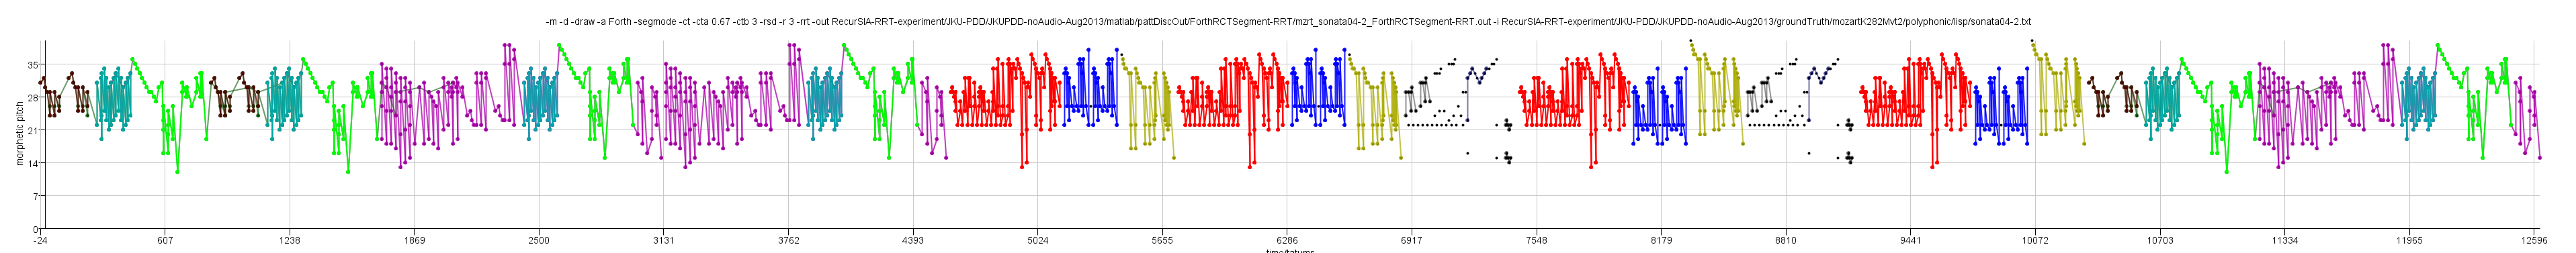 -m -d -draw -a Forth -segmode -ct -cta 0.67 -ctb 3 -rsd -r 3 -rrt -out RecurSIA-RRT-experiment/JKU-PDD/JKUPDD-noAudio-Aug2013/matlab/pattDiscOut/ForthRCTSegment-RRT/mzrt_sonata04-2_ForthRCTSegment-RRT.out -i RecurSIA-RRT-experiment/JKU-PDD/JKUPDD-noAudio-Aug2013/groundTruth/mozartK282Mvt2/polyphonic/lisp/sonata04-2.txt
morphetic pitch
35
28
21
14
7
0
-24 607 1238 1869 2500 3131 3762 4393 5024 5655 6286 6917 7548 8179 8810 9441 10072 10703 11334 11965 12596
time/tatums